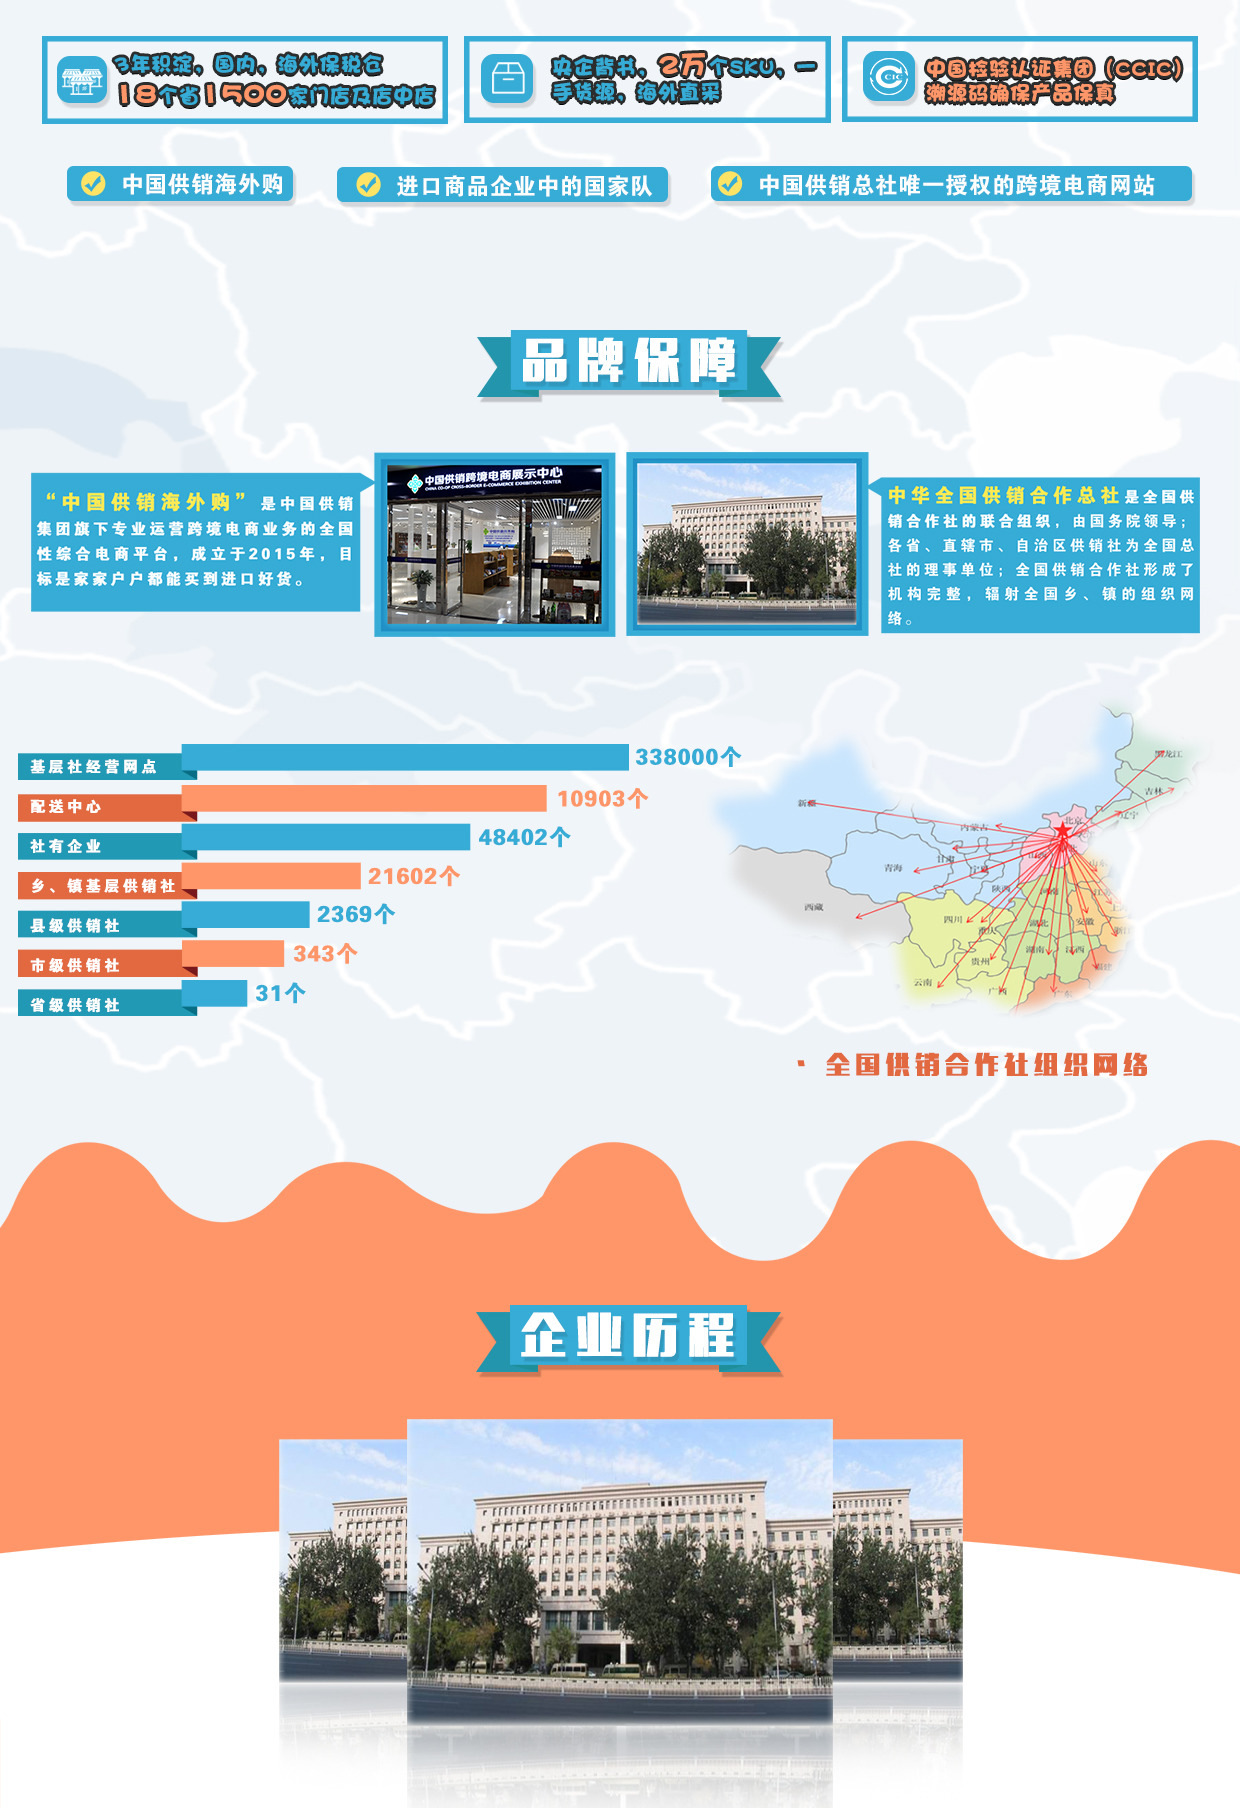 3年积淀，国内，海外保税仓
18个省1500家门店及店中店
央企背书，2万个SKU，一
手货源，海外直采
中国检验认证集团（CCIC）
溯源码确保产品保真
中国供销海外购
进口商品企业中的国家队
中国供销总社唯一授权的跨境电商网站
品牌保障
“中国供销海外购”是中国供销
集团旗下专业运营跨境电商业务的全国
性综合电商平台，成立于2015年，目
标是家家户户都能买到进口好货。
中国供销跨境电商展示中心
CHINA CO-OP CROSS-BORDER E-COMMERCE EXHIBITION CENTER
中华全国供销合作总社是全国供
销合作社的联合组织，由国务院领导；
各省、直辖市、自治区供销社为全国总
社的理事单位；全国供销合作社形成了
机构完整，辐射全国乡、镇的组织网
络。
基层社经营网点 338000个
配送中心 10903个
社有企业 48402个
乡、镇基层供销社 21602个
县级供销社 2369个
市级供销社 343个
省级供销社 31个
黑龙江
吉林
辽宁
新疆
北京
内蒙古
甘肃
青海
宁夏
山西
山东
陕西
河南
西藏
四川
重庆
湖北
安徽
湖南
江西
贵州
云南
广西
广东
福建
· 全国供销合作社组织网络
企业历程